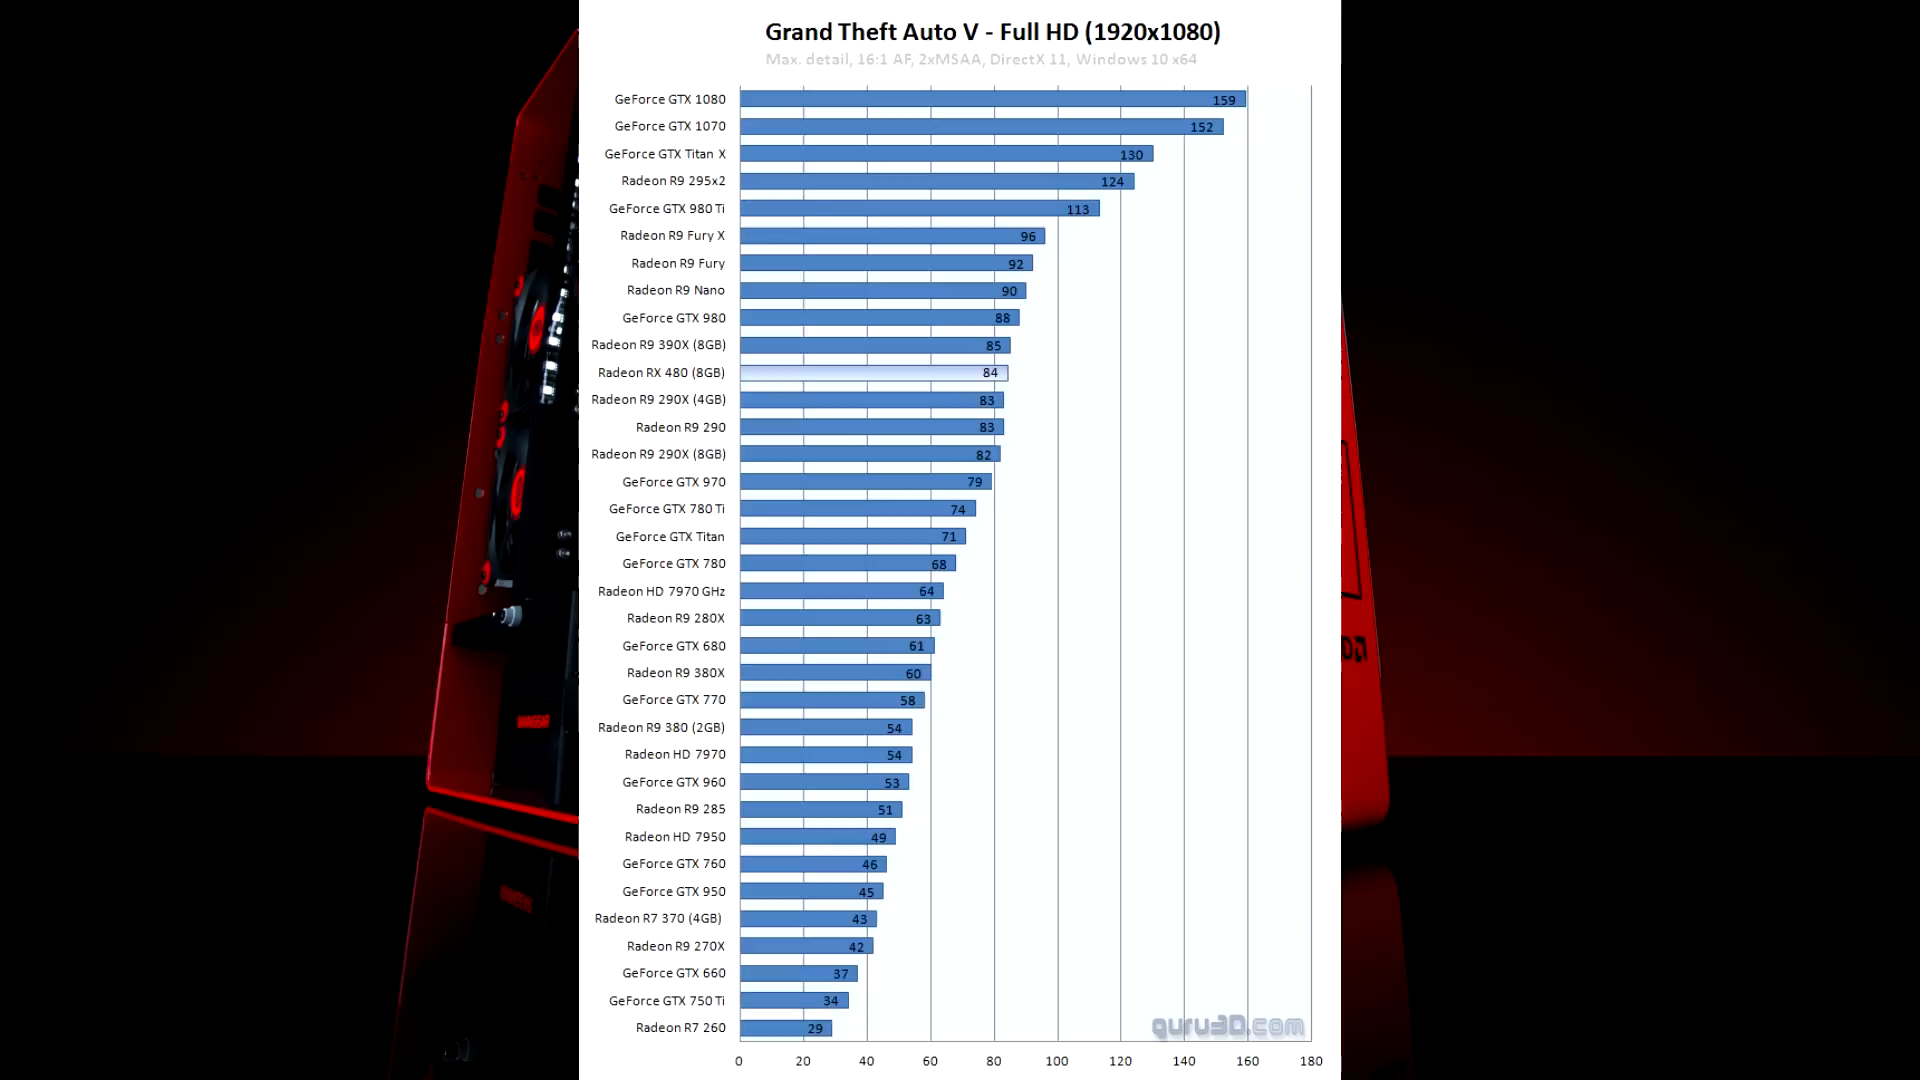 Grand Theft Auto V - Full HD (1920x1080)
Max. detail, 16:1 AF, 2xMSAA, DirectX 11, Windows 10 x64
GeForce GTX 1080 159
GeForce GTX 1070 152
GeForce GTX Titan X 130
Radeon R9 295x2 124
GeForce GTX 980 Ti 113
Radeon R9 Fury X 96
Radeon R9 Fury 92
Radeon R9 Nano 90
GeForce GTX 980 88
Radeon R9 390X (8GB) 85
Radeon RX 480 (8GB) 84
Radeon R9 290X (4GB) 83
Radeon R9 290 83
Radeon R9 290X (8GB) 82
GeForce GTX 970 79
GeForce GTX 780 Ti 74
GeForce GTX Titan 71
GeForce GTX 780 68
Radeon HD 7970 GHz 64
Radeon R9 280X 63
GeForce GTX 680 61
Radeon R9 380X 60
GeForce GTX 770 58
Radeon R9 380 (2GB) 54
Radeon HD 7970 54
GeForce GTX 960 53
Radeon R9 285 51
Radeon HD 7950 49
GeForce GTX 760 46
GeForce GTX 950 45
Radeon R7 370 (4GB) 43
Radeon R9 270X 42
GeForce GTX 660 37
GeForce GTX 750 Ti 34
Radeon R7 260 29
guru3D.com
0 20 40 60 80 100 120 140 160 180